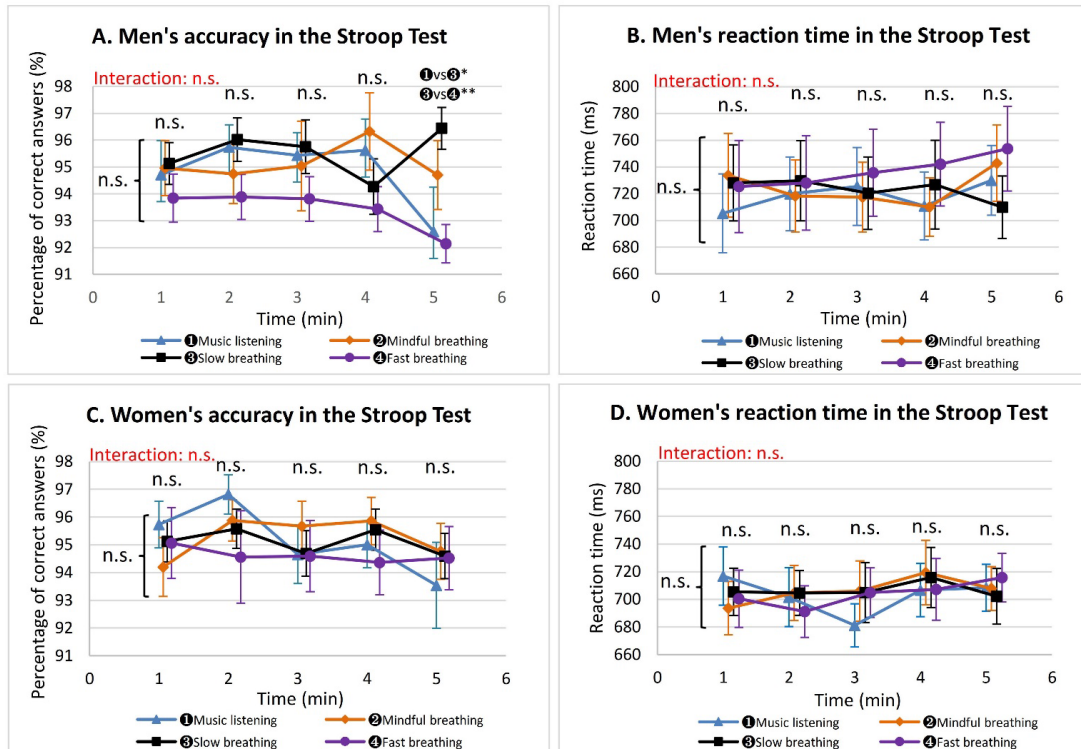 A. Men's accuracy in the Stroop Test
Interaction: n.s.
❶vs❸*
❸vs❹**
n.s.
n.s.
n.s.
n.s.
n.s.
Percentage of correct answers (%)
98
97
96
95
94
93
92
91
0
1
2
3
4
5
6
Time (min)
❶Music listening
❷Mindful breathing
❸Slow breathing
❹Fast breathing
B. Men's reaction time in the Stroop Test
Interaction: n.s.
n.s.
n.s.
n.s.
n.s.
n.s.
n.s.
Reaction time (ms)
800
780
760
740
720
700
680
660
0
1
2
3
4
5
6
Time (min)
❶Music listening
❷Mindful breathing
❸Slow breathing
❹Fast breathing
C. Women's accuracy in the Stroop Test
Interaction: n.s.
n.s.
n.s.
n.s.
n.s.
n.s.
n.s.
Percentage of correct answers (%)
98
97
96
95
94
93
92
91
0
1
2
3
4
5
6
Time (min)
❶Music listening
❷Mindful breathing
❸Slow breathing
❹Fast breathing
D. Women's reaction time in the Stroop Test
Interaction: n.s.
n.s.
n.s.
n.s.
n.s.
n.s.
n.s.
Reaction time (ms)
800
780
760
740
720
700
680
660
0
1
2
3
4
5
6
Time (min)
❶Music listening
❷Mindful breathing
❸Slow breathing
❹Fast breathing